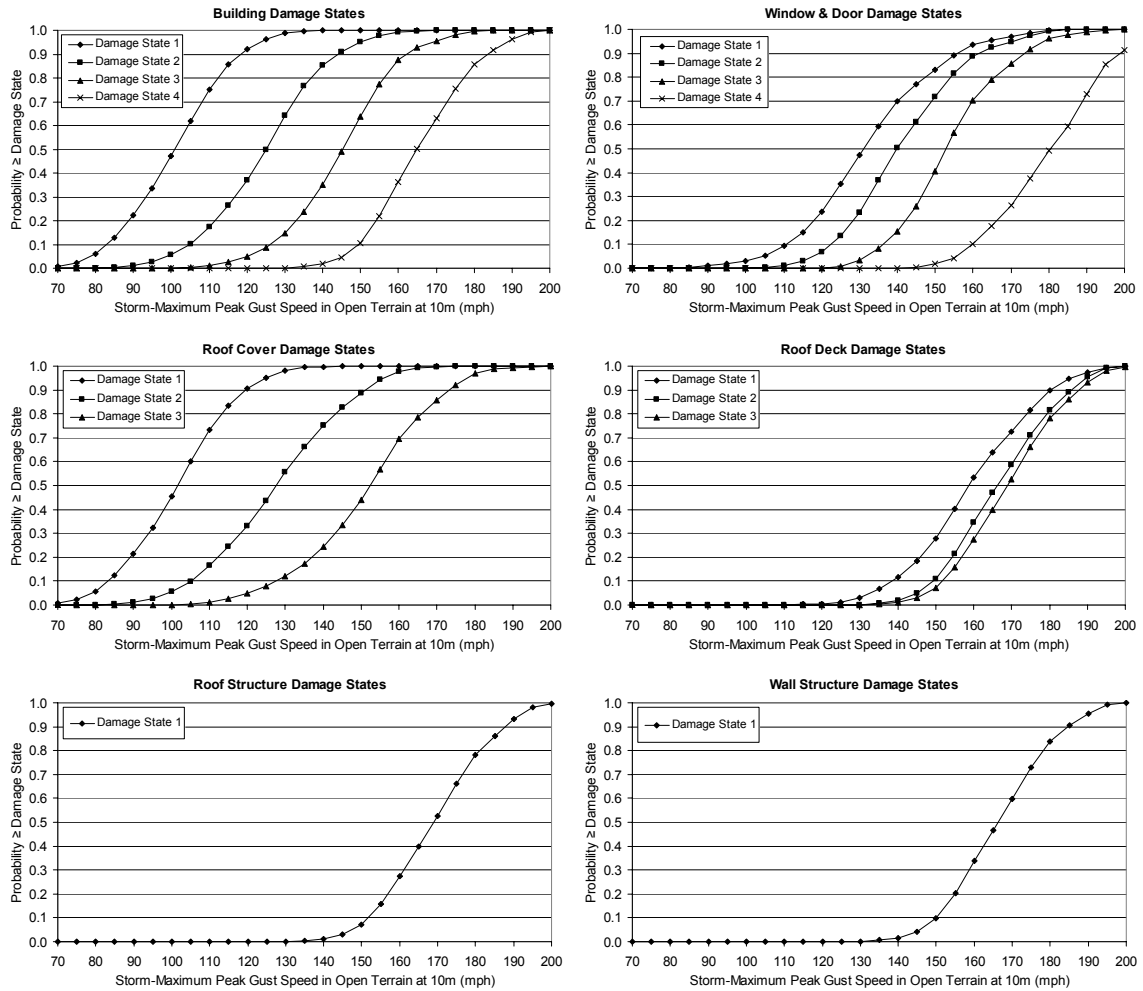 Building Damage States
Probability ≥ Damage State
1.0
0.9
0.8
0.7
0.6
0.5
0.4
0.3
0.2
0.1
0.0
Damage State 1
Damage State 2
Damage State 3
Damage State 4
70 80 90 100 110 120 130 140 150 160 170 180 190 200
Storm-Maximum Peak Gust Speed in Open Terrain at 10m (mph)
Window & Door Damage States
Probability ≥ Damage State
1.0
0.9
0.8
0.7
0.6
0.5
0.4
0.3
0.2
0.1
0.0
Damage State 1
Damage State 2
Damage State 3
Damage State 4
70 80 90 100 110 120 130 140 150 160 170 180 190 200
Storm-Maximum Peak Gust Speed in Open Terrain at 10m (mph)
Roof Cover Damage States
Probability ≥ Damage State
1.0
0.9
0.8
0.7
0.6
0.5
0.4
0.3
0.2
0.1
0.0
Damage State 1
Damage State 2
Damage State 3
70 80 90 100 110 120 130 140 150 160 170 180 190 200
Storm-Maximum Peak Gust Speed in Open Terrain at 10m (mph)
Roof Deck Damage States
Probability ≥ Damage State
1.0
0.9
0.8
0.7
0.6
0.5
0.4
0.3
0.2
0.1
0.0
Damage State 1
Damage State 2
Damage State 3
70 80 90 100 110 120 130 140 150 160 170 180 190 200
Storm-Maximum Peak Gust Speed in Open Terrain at 10m (mph)
Roof Structure Damage States
Probability ≥ Damage State
1.0
0.9
0.8
0.7
0.6
0.5
0.4
0.3
0.2
0.1
0.0
Damage State 1
70 80 90 100 110 120 130 140 150 160 170 180 190 200
Storm-Maximum Peak Gust Speed in Open Terrain at 10m (mph)
Wall Structure Damage States
Probability ≥ Damage State
1.0
0.9
0.8
0.7
0.6
0.5
0.4
0.3
0.2
0.1
0.0
Damage State 1
70 80 90 100 110 120 130 140 150 160 170 180 190 200
Storm-Maximum Peak Gust Speed in Open Terrain at 10m (mph)